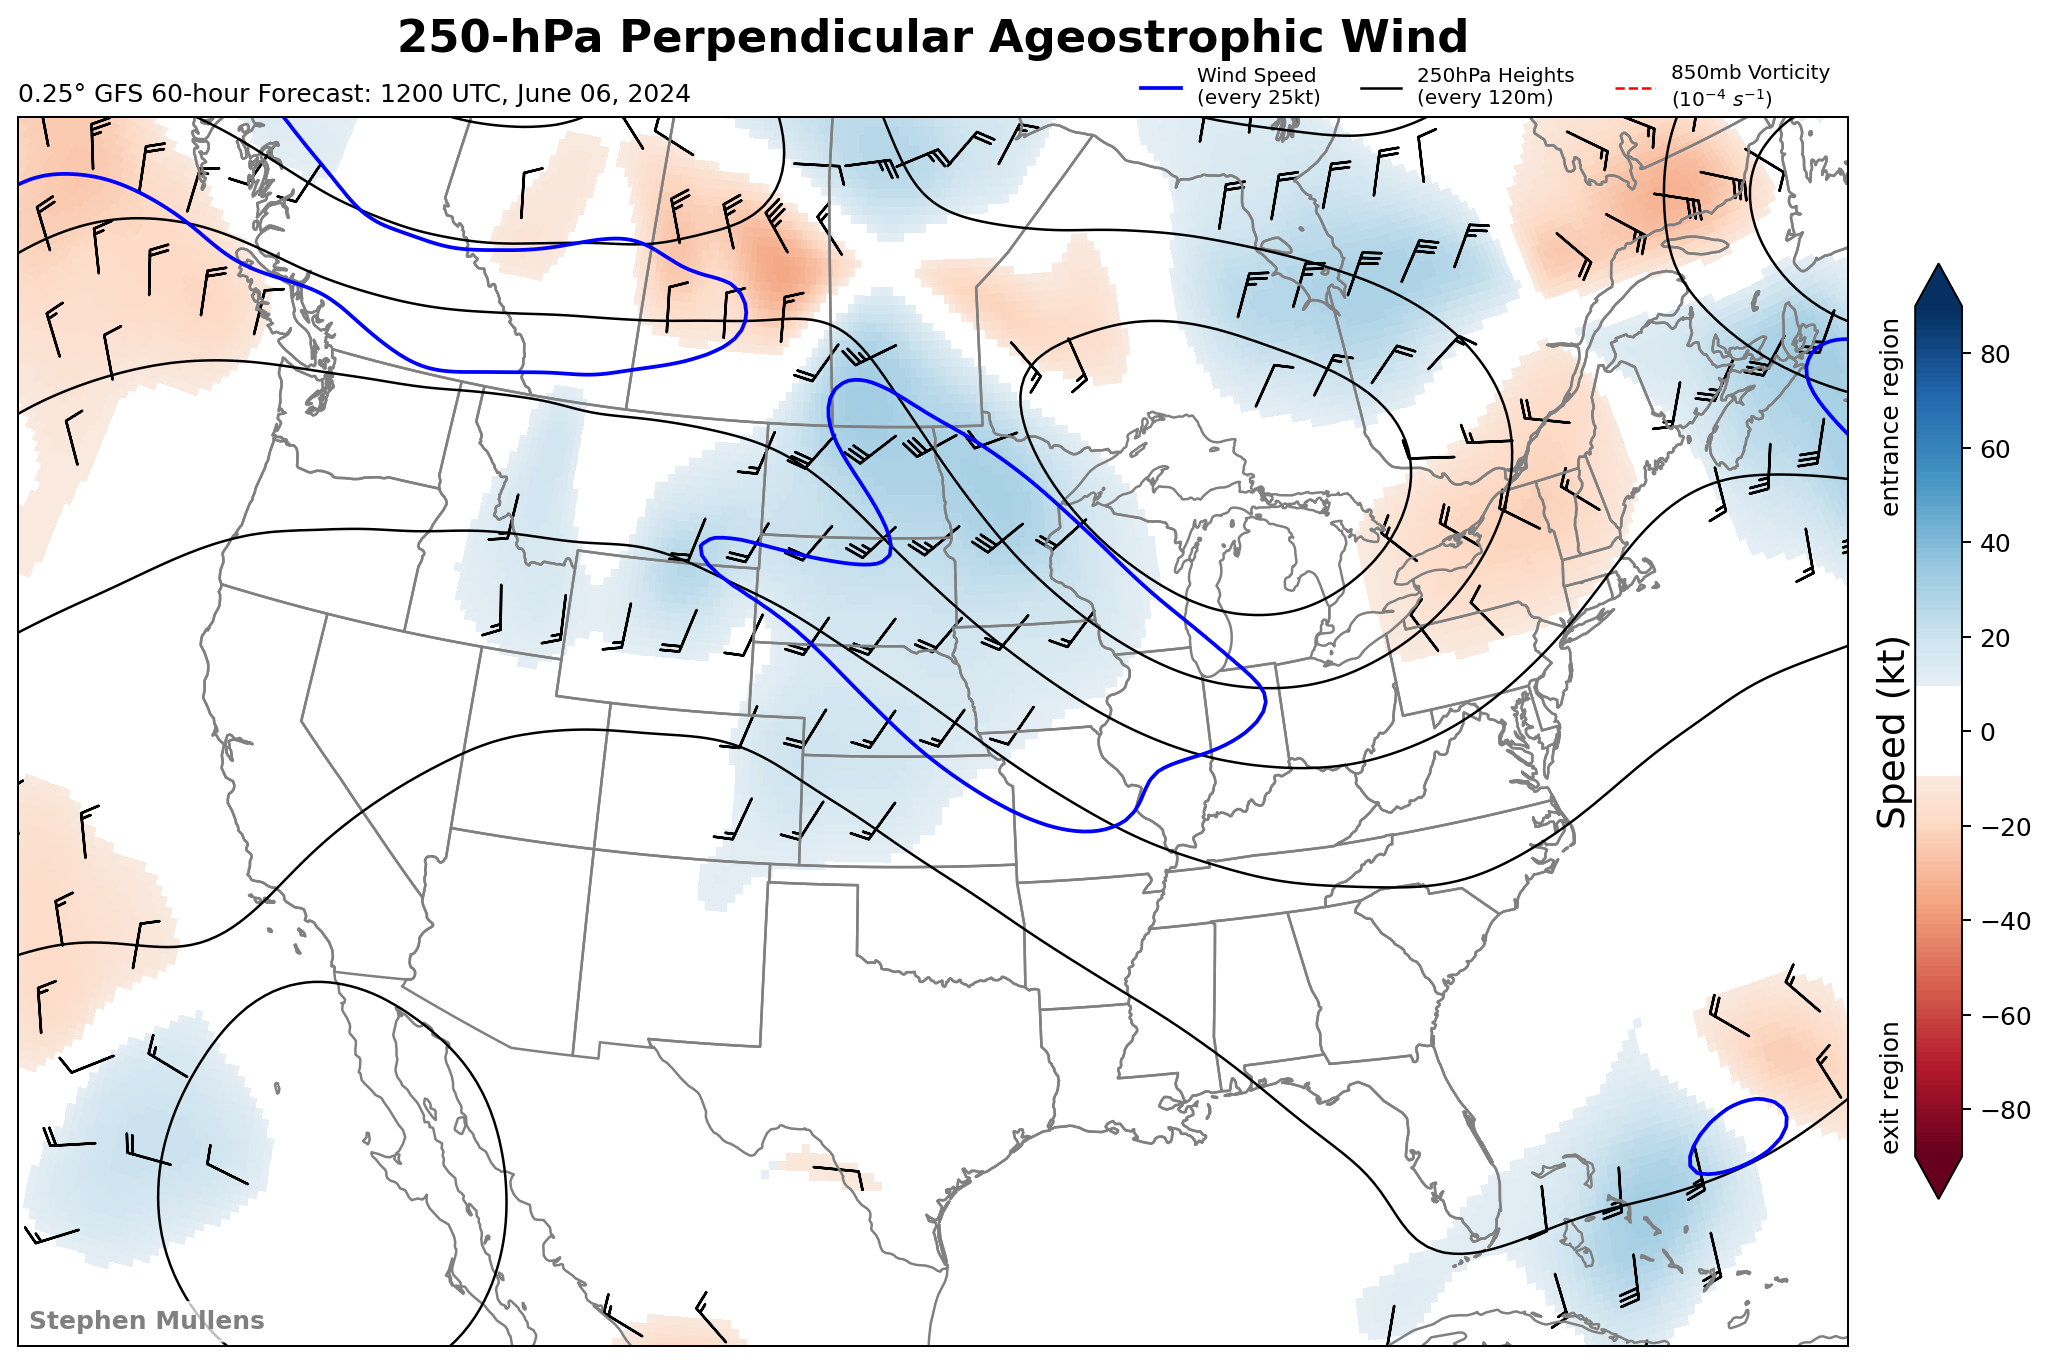 250-hPa Perpendicular Ageostrophic Wind
0.25° GFS 60-hour Forecast: 1200 UTC, June 06, 2024
Wind Speed
(every 25kt)
250hPa Heights
(every 120m)
850mb Vorticity
(10⁻⁴ s⁻¹)
entrance region
Speed (kt)
exit region
80
60
40
20
0
−20
−40
−60
−80
Stephen Mullens